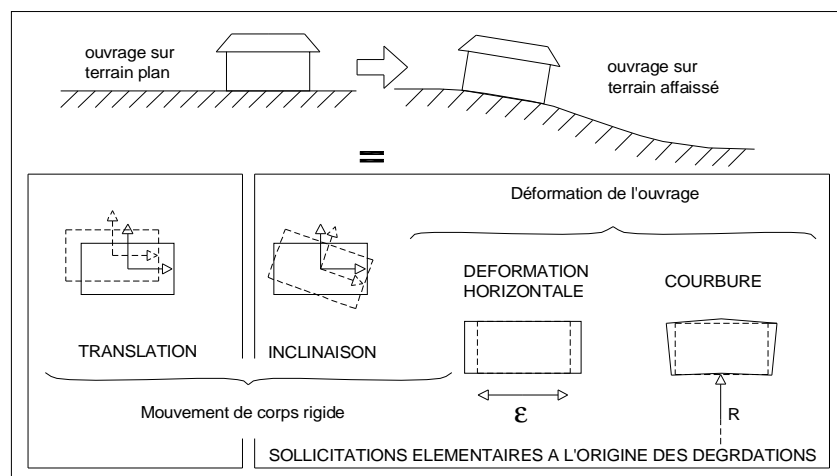 ouvrage sur
terrain plan
ouvrage sur
terrain affaissé
=
Déformation de l'ouvrage
DEFORMATION
HORIZONTALE
COURBURE
TRANSLATION
INCLINAISON
Mouvement de corps rigide
ε
R
SOLLICITATIONS ELEMENTAIRES A L'ORIGINE DES DEGRDATIONS